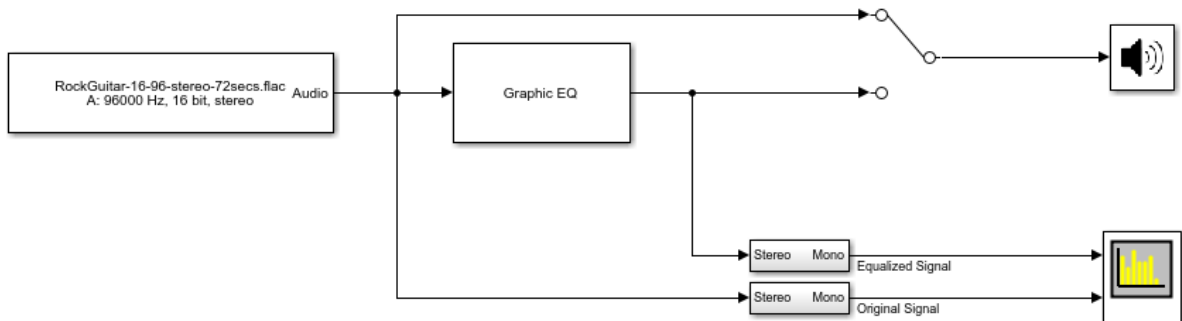 RockGuitar-16-96-stereo-72secs.flac
A: 96000 Hz, 16 bit, stereo
Audio
Graphic EQ
Stereo Mono
Equalized Signal
Stereo Mono
Original Signal